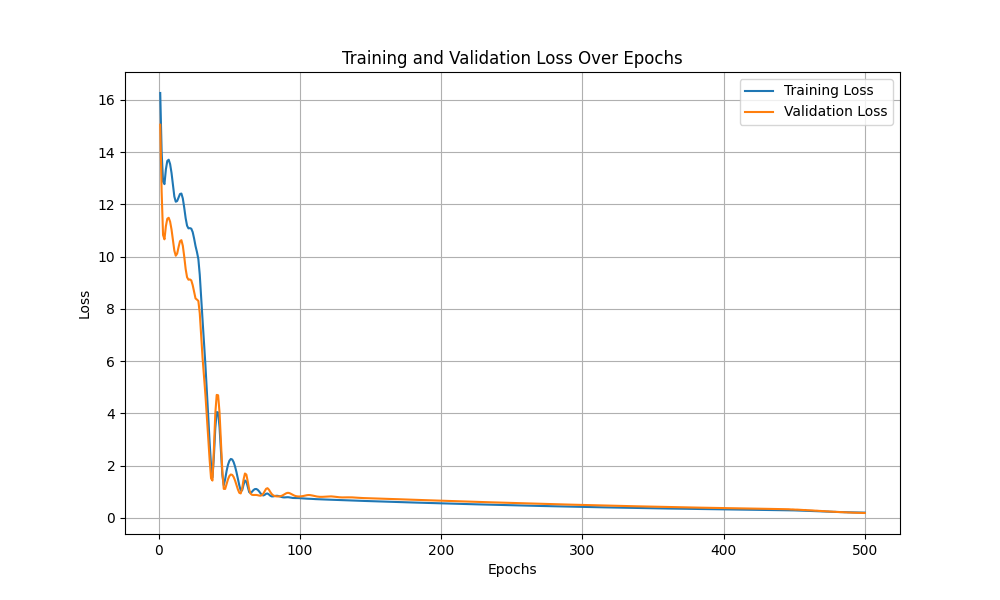 Training and Validation Loss Over Epochs
Training Loss
Validation Loss
16
14
12
10
8
6
4
2
0
Loss
0 100 200 300 400 500
Epochs